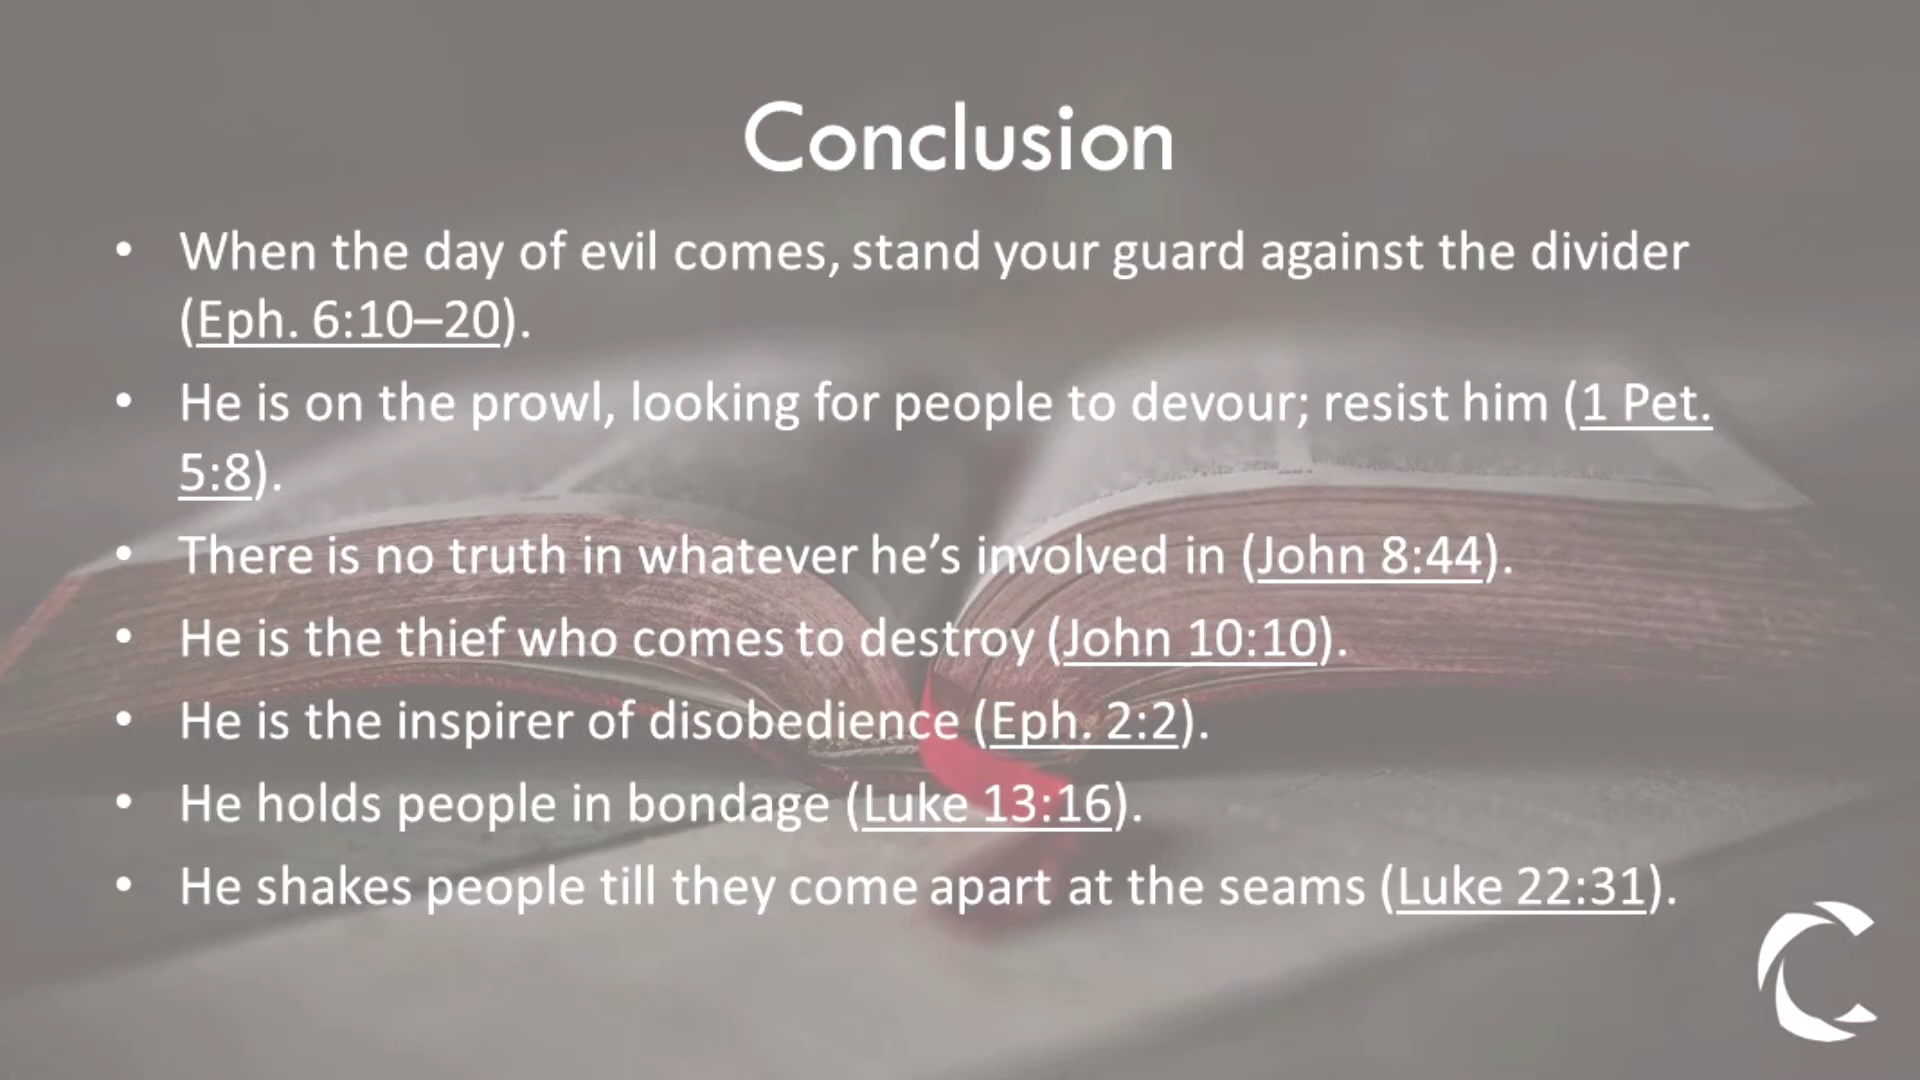 Conclusion
• When the day of evil comes, stand your guard against the divider
(Eph. 6:10–20).
• He is on the prowl, looking for people to devour; resist him (1 Pet.
5:8).
• There is no truth in whatever he’s involved in (John 8:44).
• He is the thief who comes to destroy (John 10:10).
• He is the inspirer of disobedience (Eph. 2:2).
• He holds people in bondage (Luke 13:16).
• He shakes people till they come apart at the seams (Luke 22:31).